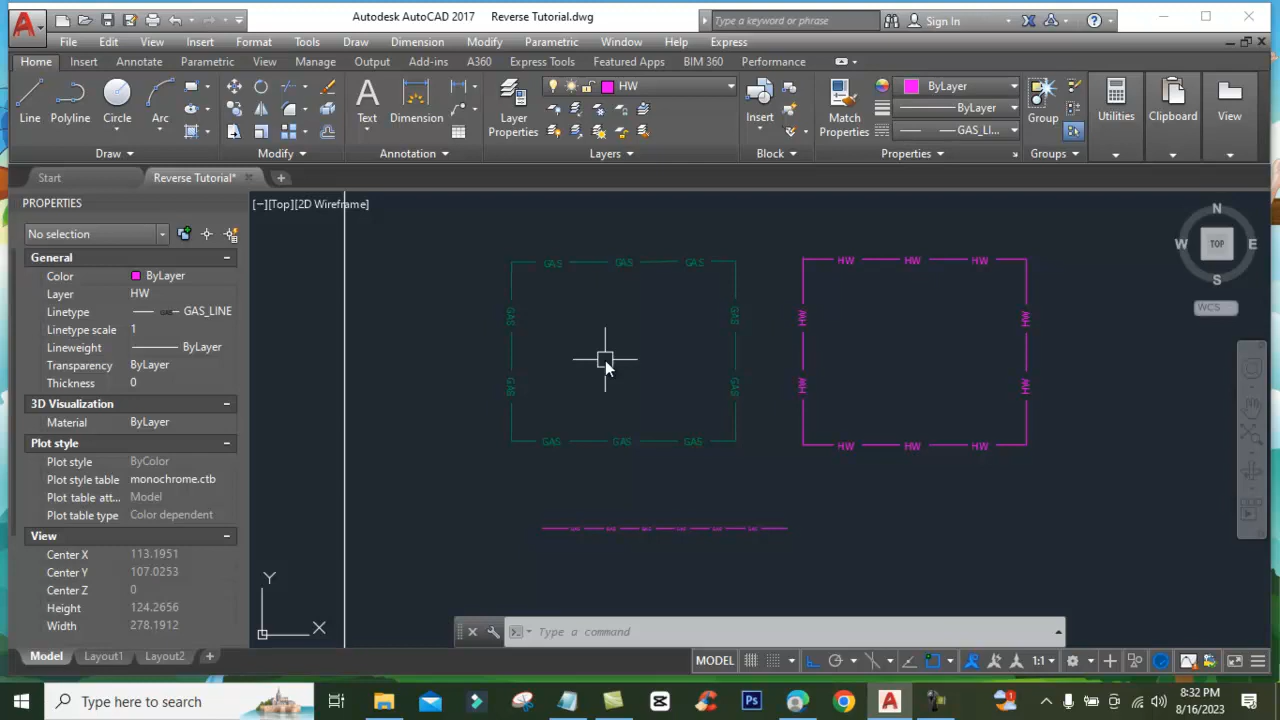 Autodesk AutoCAD 2017 Reverse Tutorial.dwg
Type a keyword or phrase
Sign In
File Edit View Insert Format Tools Draw Dimension Modify Parametric Window Help Express
Home Insert Annotate Parametric View Manage Output Add-ins A360 Express Tools Featured Apps BIM 360 Performance
Line Polyline Circle Arc
Draw
Modify
Text Dimension
Annotation
Layer Properties
HW
Layers
Insert
Block
Match Properties
ByLayer
ByLayer
GAS_LI...
Properties
Group
Groups
Utilities
Clipboard
View
Start
Reverse Tutorial*
PROPERTIES
No selection
General
Color ByLayer
Layer HW
Linetype GAS_LINE
Linetype scale 1
Lineweight ByLayer
Transparency ByLayer
Thickness 0
3D Visualization
Material ByLayer
Plot style
Plot style ByColor
Plot style table monochrome.ctb
Plot table att... Model
Plot table type Color dependent
View
Center X 113.1951
Center Y 107.0253
Center Z 0
Height 124.2656
Width 278.1912
[−][Top][2D Wireframe]
GAS GAS GAS
GAS GAS
GAS GAS
GAS GAS GAS
HW HW HW
HW HW
HW HW
HW HW HW
N
W TOP E
S
WCS
Y
X
Type a command
Model Layout1 Layout2
MODEL
1:1
Type here to search
Ps
1
8:32 PM
8/16/2023